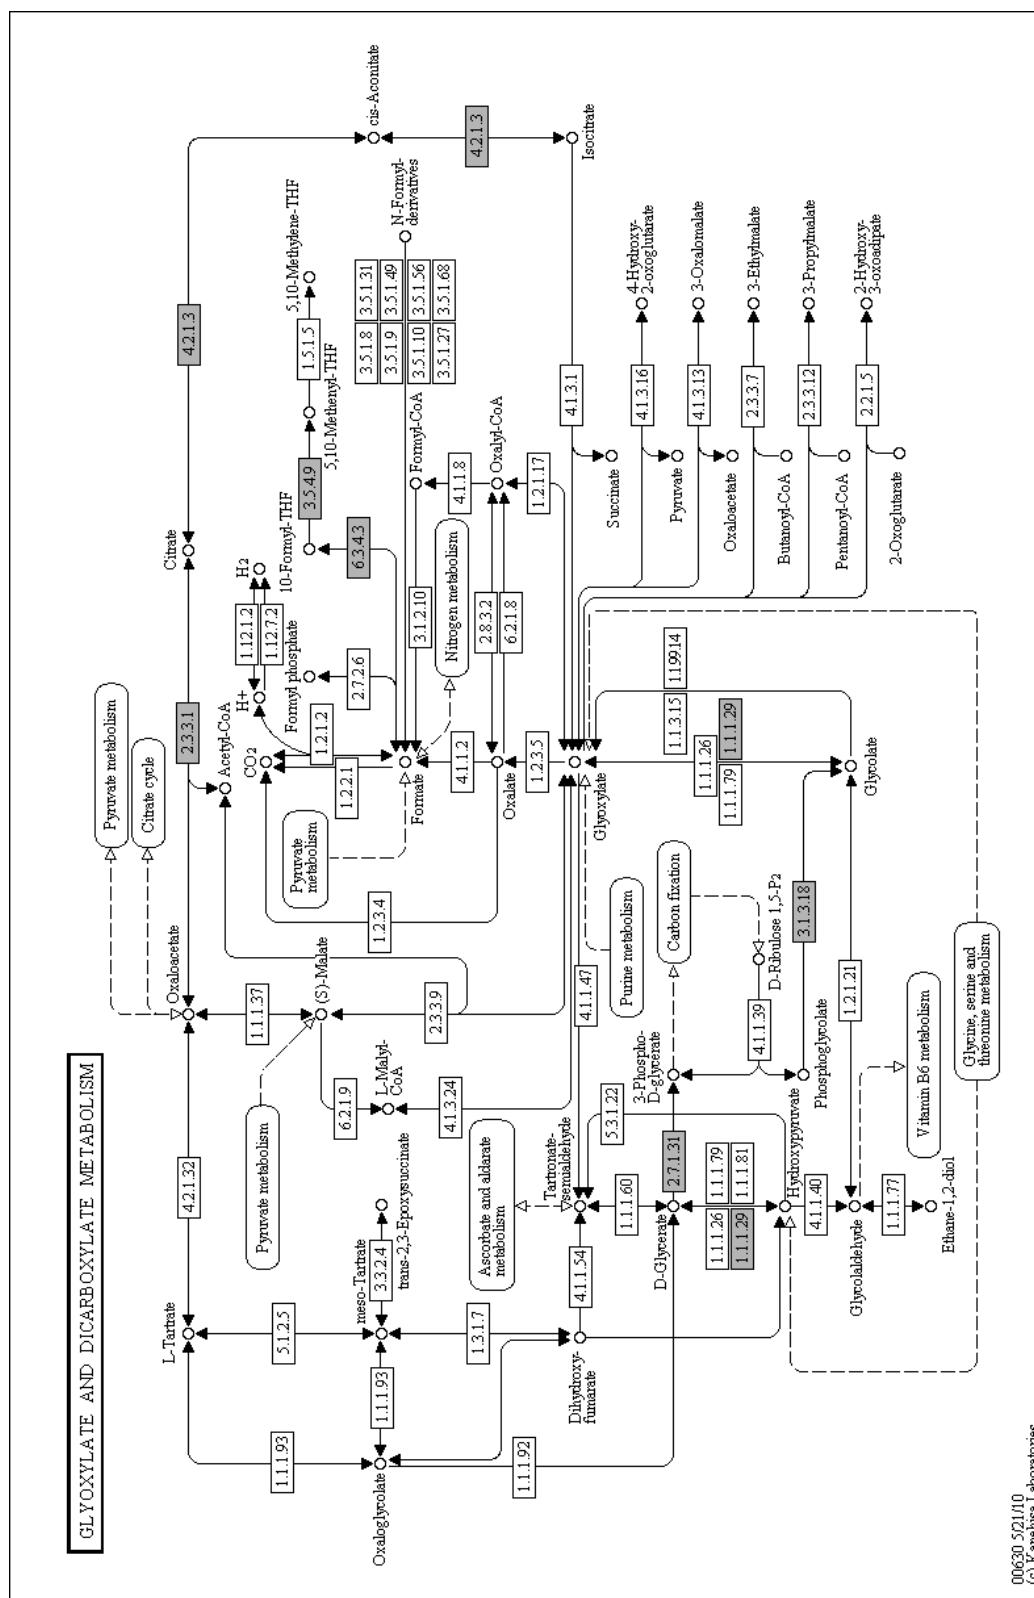 GLYOXYLATE AND DICARBOXYLATE METABOLISM
Pyruvate metabolism
Citrate cycle
L-Tartrate
4.2.1.32
Oxaloacetate
2.3.3.1
Citrate
4.2.1.3
cis-Aconitate
4.2.1.3
Isocitrate
1.1.1.93
5.1.2.5
1.1.1.37
Acetyl-CoA
CO2
H+
1.12.1.2
1.12.7.2
H2
Pyruvate metabolism
(S)-Malate
Formyl phosphate
2.7.2.6
10-Formyl-THF
6.3.4.3
3.5.4.9
5,10-Methenyl-THF
1.5.1.5
5,10-Methylene-THF
1.2.1.2
1.2.2.1
Pyruvate
metabolism
Oxaloglycolate
1.1.1.93
meso-Tartrate
3.3.2.4
trans-2,3-Epoxysuccinate
6.2.1.9
L-Malyl-
CoA
2.3.3.9
1.2.3.4
Formate
3.5.1.8
3.5.1.31
3.5.1.9
3.5.1.49
3.5.1.10
3.5.1.56
3.5.1.27
3.5.1.68
N-Formyl-
derivatives
3.1.2.10
Formyl-CoA
Nitrogen metabolism
4.1.1.2
4.1.1.8
1.3.1.7
4.1.3.24
Oxalate
2.8.3.2
6.2.1.8
Oxalyl-CoA
1.2.3.5
1.2.1.17
Ascorbate and aldarate
metabolism
1.1.1.92
Dihydroxy-
fumarate
4.1.1.54
Tartronate-
semialdehyde
4.1.1.47
Glyoxylate
4.1.3.1
Succinate
Purine metabolism
5.3.1.22
1.1.1.60
4.1.3.16
4-Hydroxy-
2-oxoglutarate
Pyruvate
D-Glycerate
2.7.1.31
3-Phospho-
D-glycerate
Carbon fixation
4.1.3.13
3-Oxalomalate
Oxaloacetate
1.1.1.26
1.1.1.79
1.1.1.29
1.1.1.81
4.1.1.39
D-Ribulose 1,5-P2
1.1.3.15
1.1.99.14
1.1.1.26
1.1.1.79
1.1.1.29
2.3.3.7
3-Ethylmalate
Butanoyl-CoA
Hydroxypyruvate
Phosphoglycolate
3.1.3.18
2.3.3.12
3-Propylmalate
Pentanoyl-CoA
4.1.1.40
Glycolaldehyde
1.2.1.21
Glycolate
2.2.1.5
2-Hydroxy-
3-oxoadipate
2-Oxoglutarate
1.1.1.77
Ethane-1,2-diol
Vitamin B6 metabolism
Glycine, serine and
threonine metabolism
00630 5/21/10
(c) Kanehisa Laboratories